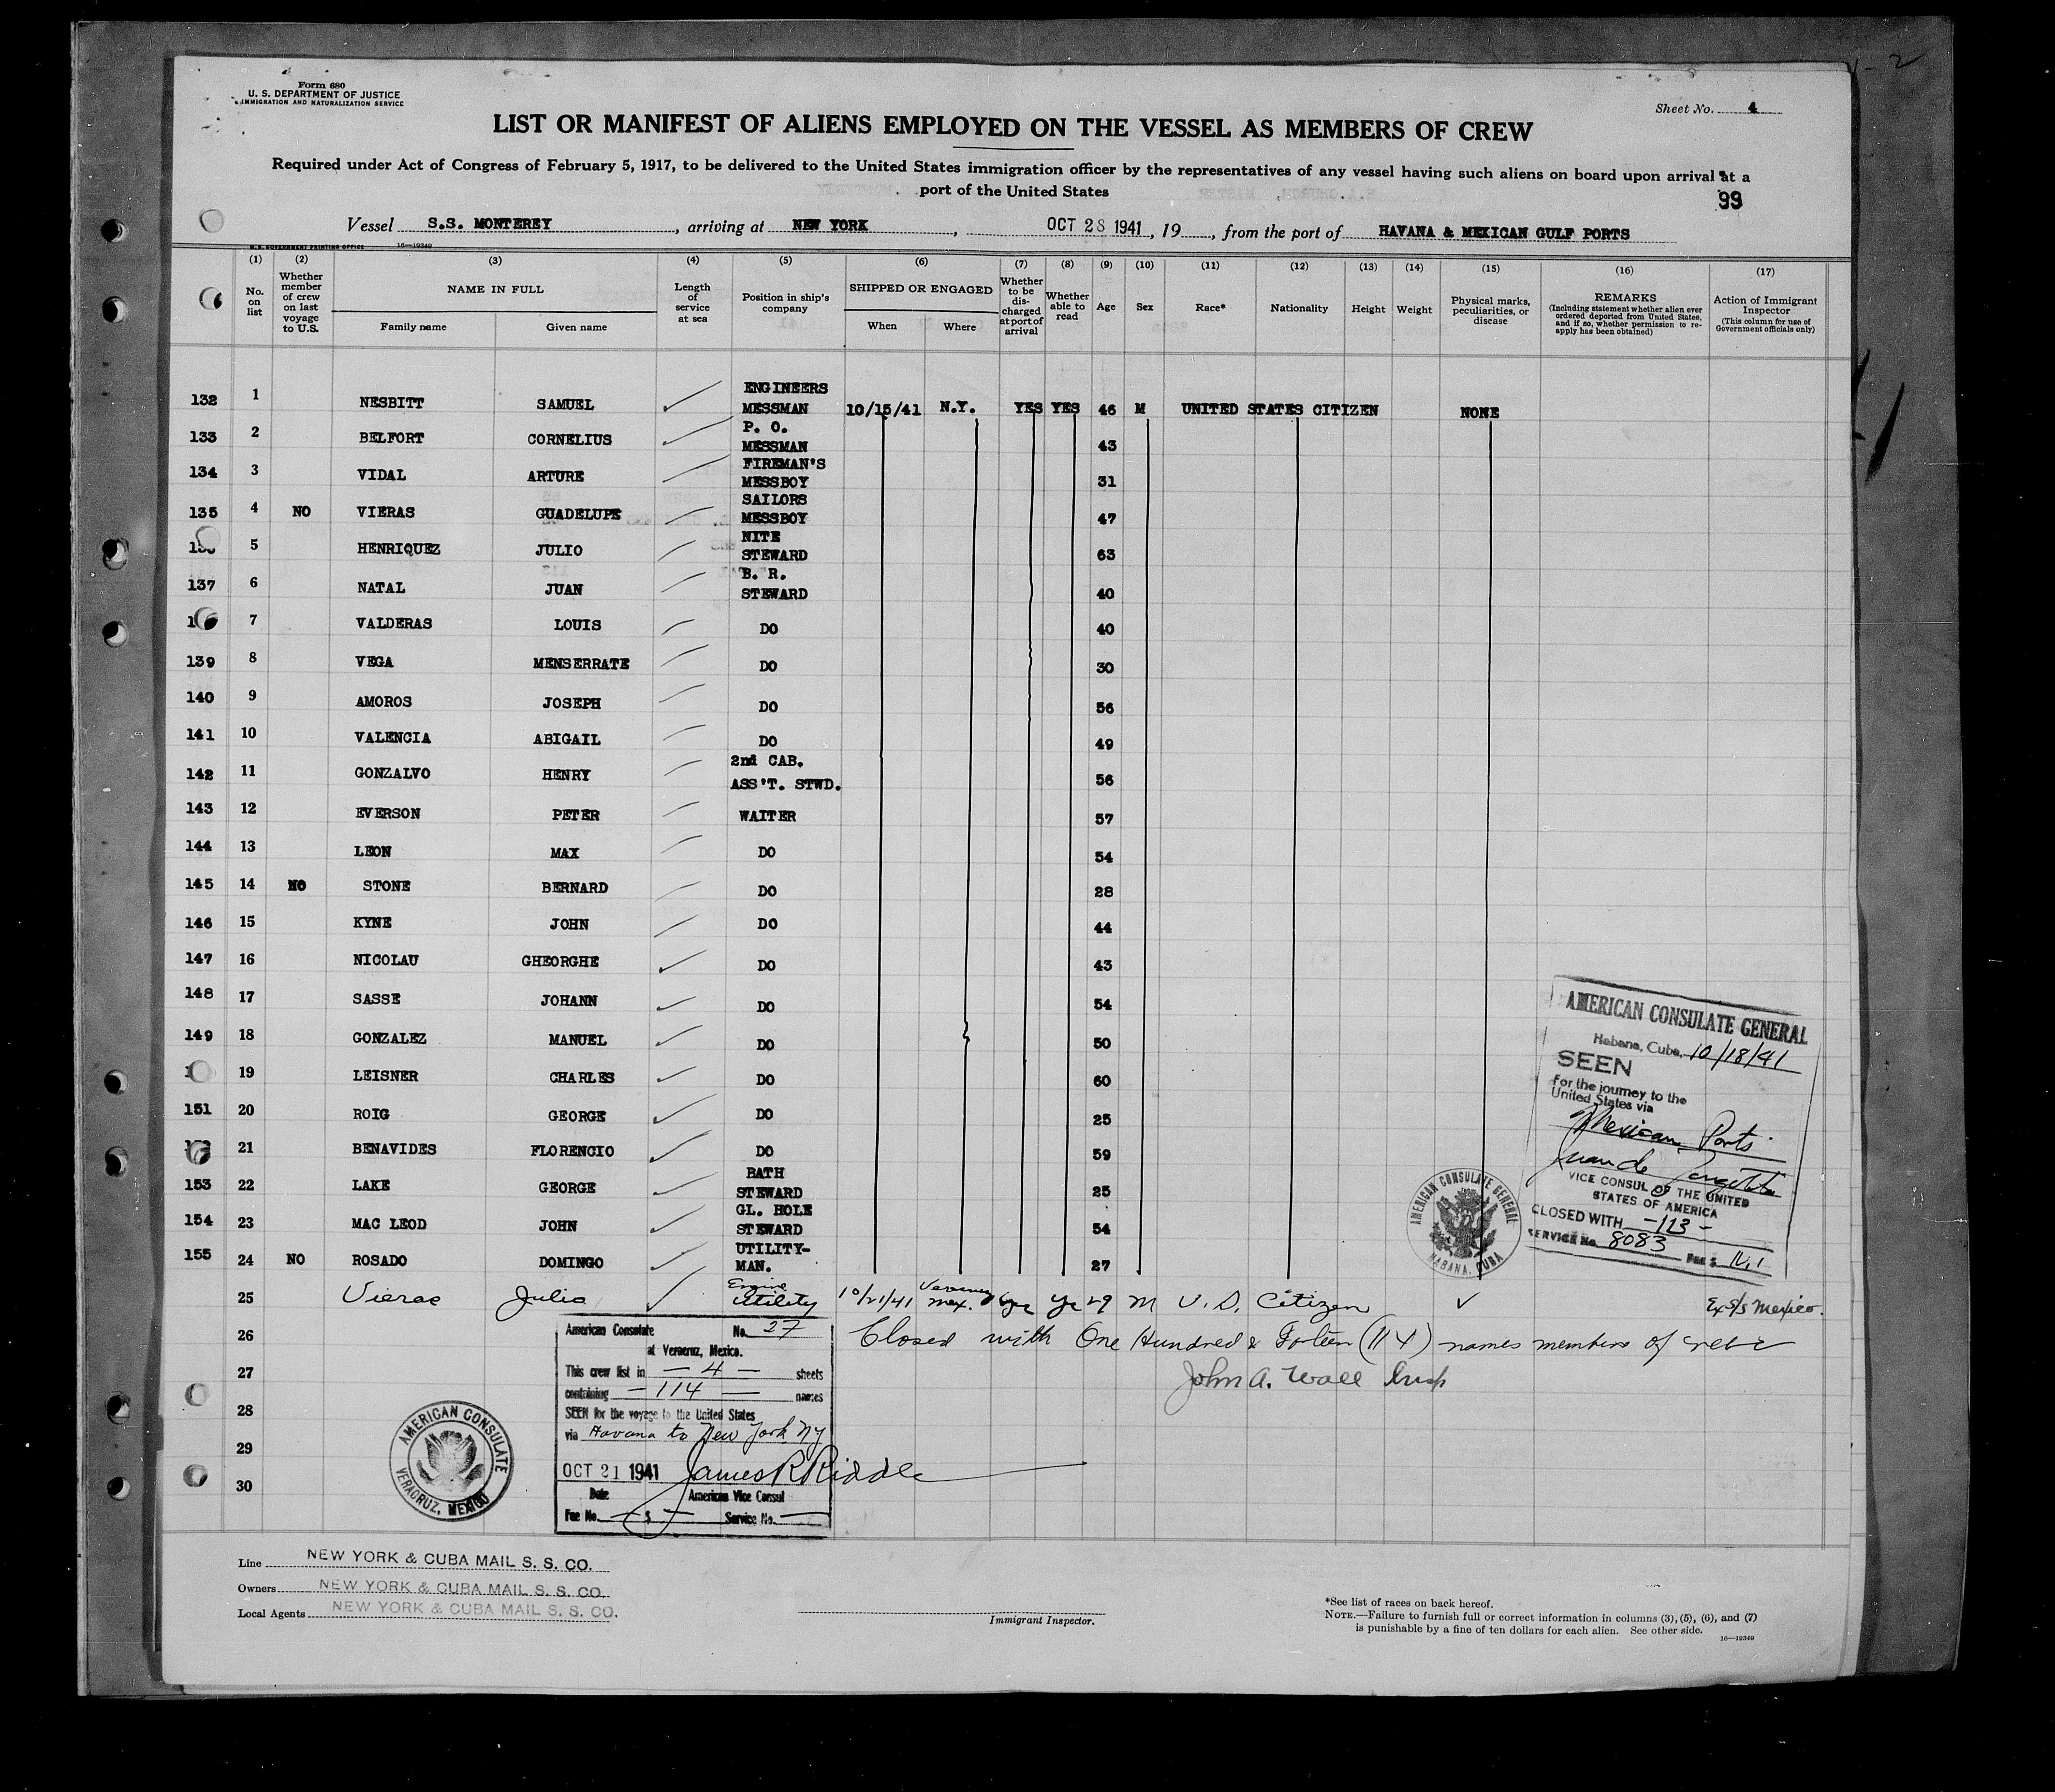 Form 680
U. S. DEPARTMENT OF JUSTICE
IMMIGRATION AND NATURALIZATION SERVICE
Sheet No. 4
LIST OR MANIFEST OF ALIENS EMPLOYED ON THE VESSEL AS MEMBERS OF CREW
Required under Act of Congress of February 5, 1917, to be delivered to the United States immigration officer by the representatives of any vessel having such aliens on board upon arrival at a
port of the United States
99
Vessel S.S. MONTEREY, arriving at NEW YORK, OCT 28 1941, 19, from the port of HAVANA & MEXICAN GULF PORTS
U.S. GOVERNMENT PRINTING OFFICE 16—19349
(1) (2) (3) (4) (5) (6) (7) (8) (9) (10) (11) (12) (13) (14) (15) (16) (17)
No. on list
Whether member of crew on last voyage to U.S.
NAME IN FULL
Family name Given name
Length of service at sea
Position in ship's company
SHIPPED OR ENGAGED
When Where
Whether to be discharged at port of arrival
Whether able to read
Age Sex Race* Nationality Height Weight
Physical marks, peculiarities, or disease
REMARKS
(Including statement whether alien ever ordered deported from United States, and if so, whether permission to re-apply has been obtained)
Action of Immigrant Inspector
(This column for use of Government officials only)
132 1 NESBITT SAMUEL ENGINEERS MESSMAN 10/15/41 N.Y. YES YES 46 M UNITED STATES CITIZEN NONE
133 2 BELFORT CORNELIUS P. O. MESSMAN 43
134 3 VIDAL ARTURE FIREMAN'S MESSBOY 31
135 4 NO VIERAS GUADELUPE SAILORS MESSBOY 47
5 HENRIQUEZ JULIO NITE STEWARD 63
137 6 NATAL JUAN B. R. STEWARD 40
7 VALDERAS LOUIS DO 40
139 8 VEGA MENSERRATE DO 30
140 9 AMOROS JOSEPH DO 56
141 10 VALENCIA ABIGAIL DO 49
142 11 GONZALVO HENRY 2nd CAB. ASS'T. STWD. 56
143 12 EVERSON PETER WAITER 57
144 13 LEON MAX DO 54
145 14 NO STONE BERNARD DO 28
146 15 KYNE JOHN DO 44
147 16 NICOLAU GHEORGHE DO 43
148 17 SASSE JOHANN DO 54
149 18 GONZALEZ MANUEL DO 50
19 LEISNER CHARLES DO 60
151 20 ROIG GEORGE DO 25
21 BENAVIDES FLORENCIO DO 59
153 22 LAKE GEORGE BATH STEWARD 25
154 23 MAC LEOD JOHN GL. HOLE STEWARD 54
155 24 NO ROSADO DOMINGO UTILITY-MAN. 27
25 Vieras Julio Engine Utility 10/21/41 Veracruz Mex. Yes 29 M U. S. Citizen Ex S/S Mexico.
26 Closed with One Hundred & Forteen (114) names members of crew
27 John A. Wall Insp
28
29
30
AMERICAN CONSULATE GENERAL
Habana, Cuba, 10/18/41
SEEN
For the journey to the
United States via
Mexican Ports
VICE CONSUL OF THE UNITED
STATES OF AMERICA
CLOSED WITH —113—
SERVICE No. 8083
Fee $
AMERICAN CONSULATE GENERAL
HABANA, CUBA
American Consulate No. 27
at Veracruz, Mexico.
This crew list in — 4 — sheets
containing — 114 — names
SEEN for the voyage to the United States
via Havana to New York NY
OCT 21 1941 James R Riddle
Date American Vice Consul
Fee No. $ Service No.
AMERICAN CONSULATE
VERACRUZ, MEXICO
Line NEW YORK & CUBA MAIL S. S. CO.
Owners NEW YORK & CUBA MAIL S. S. CO.
Local Agents NEW YORK & CUBA MAIL S. S. CO.
Immigrant Inspector.
*See list of races on back hereof.
NOTE.—Failure to furnish full or correct information in columns (3), (5), (6), and (7)
is punishable by a fine of ten dollars for each alien. See other side.
16—19349